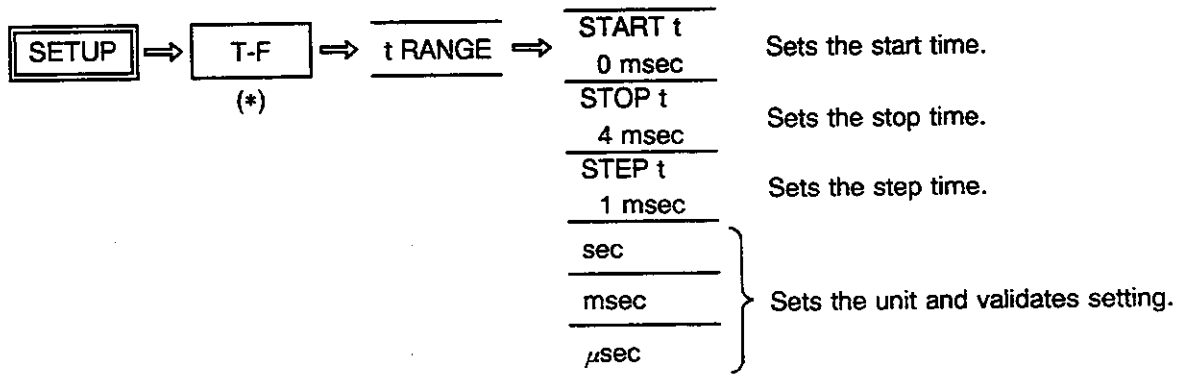 SETUP ⇒ T-F ⇒ t RANGE ⇒ START t
0 msec
Sets the start time.
(*)
STOP t
4 msec
Sets the stop time.
STEP t
1 msec
Sets the step time.
sec
msec
μsec
Sets the unit and validates setting.